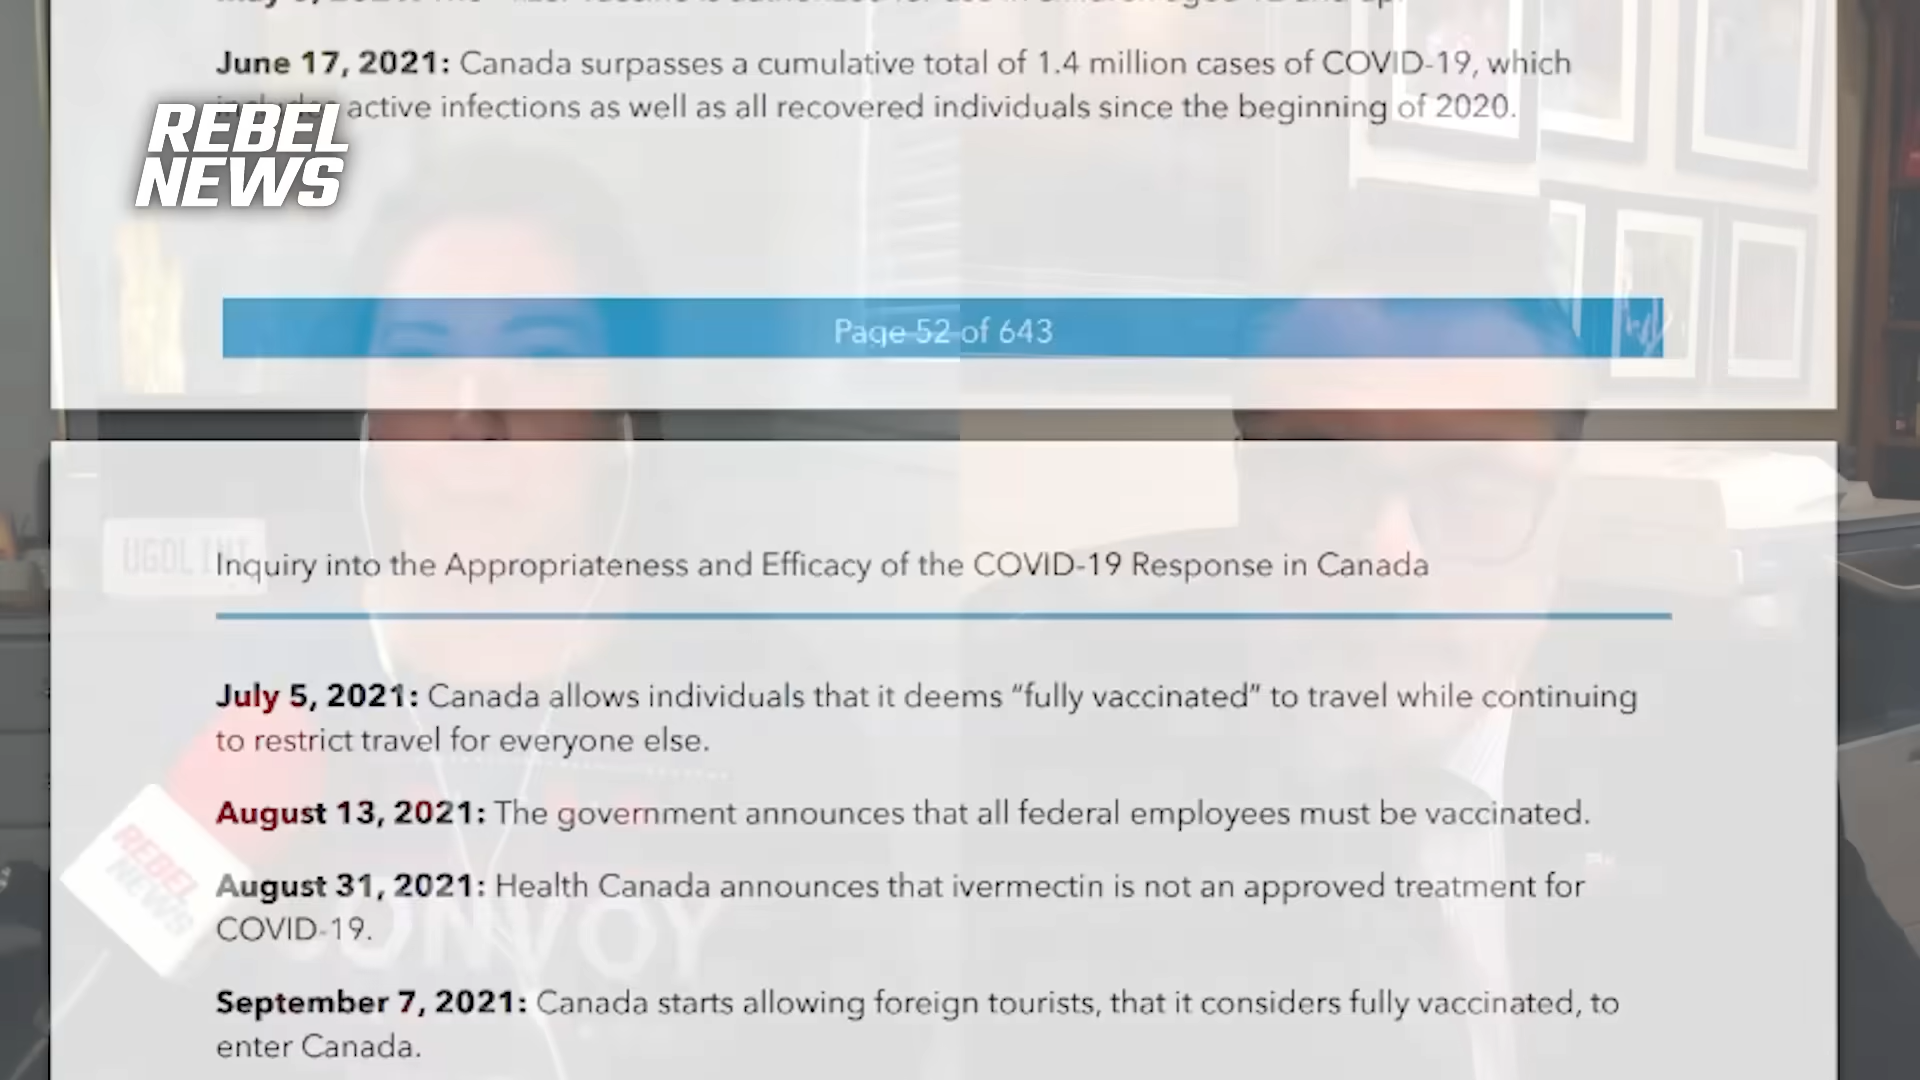 June 17, 2021: Canada surpasses a cumulative total of 1.4 million cases of COVID-19, which
active infections as well as all recovered individuals since the beginning of 2020.
REBEL
NEWS
Page 52 of 643
Inquiry into the Appropriateness and Efficacy of the COVID-19 Response in Canada
July 5, 2021: Canada allows individuals that it deems “fully vaccinated” to travel while continuing
to restrict travel for everyone else.
August 13, 2021: The government announces that all federal employees must be vaccinated.
REBEL
NEWS
August 31, 2021: Health Canada announces that ivermectin is not an approved treatment for
COVID-19.
CONVOY
September 7, 2021: Canada starts allowing foreign tourists, that it considers fully vaccinated, to
enter Canada.